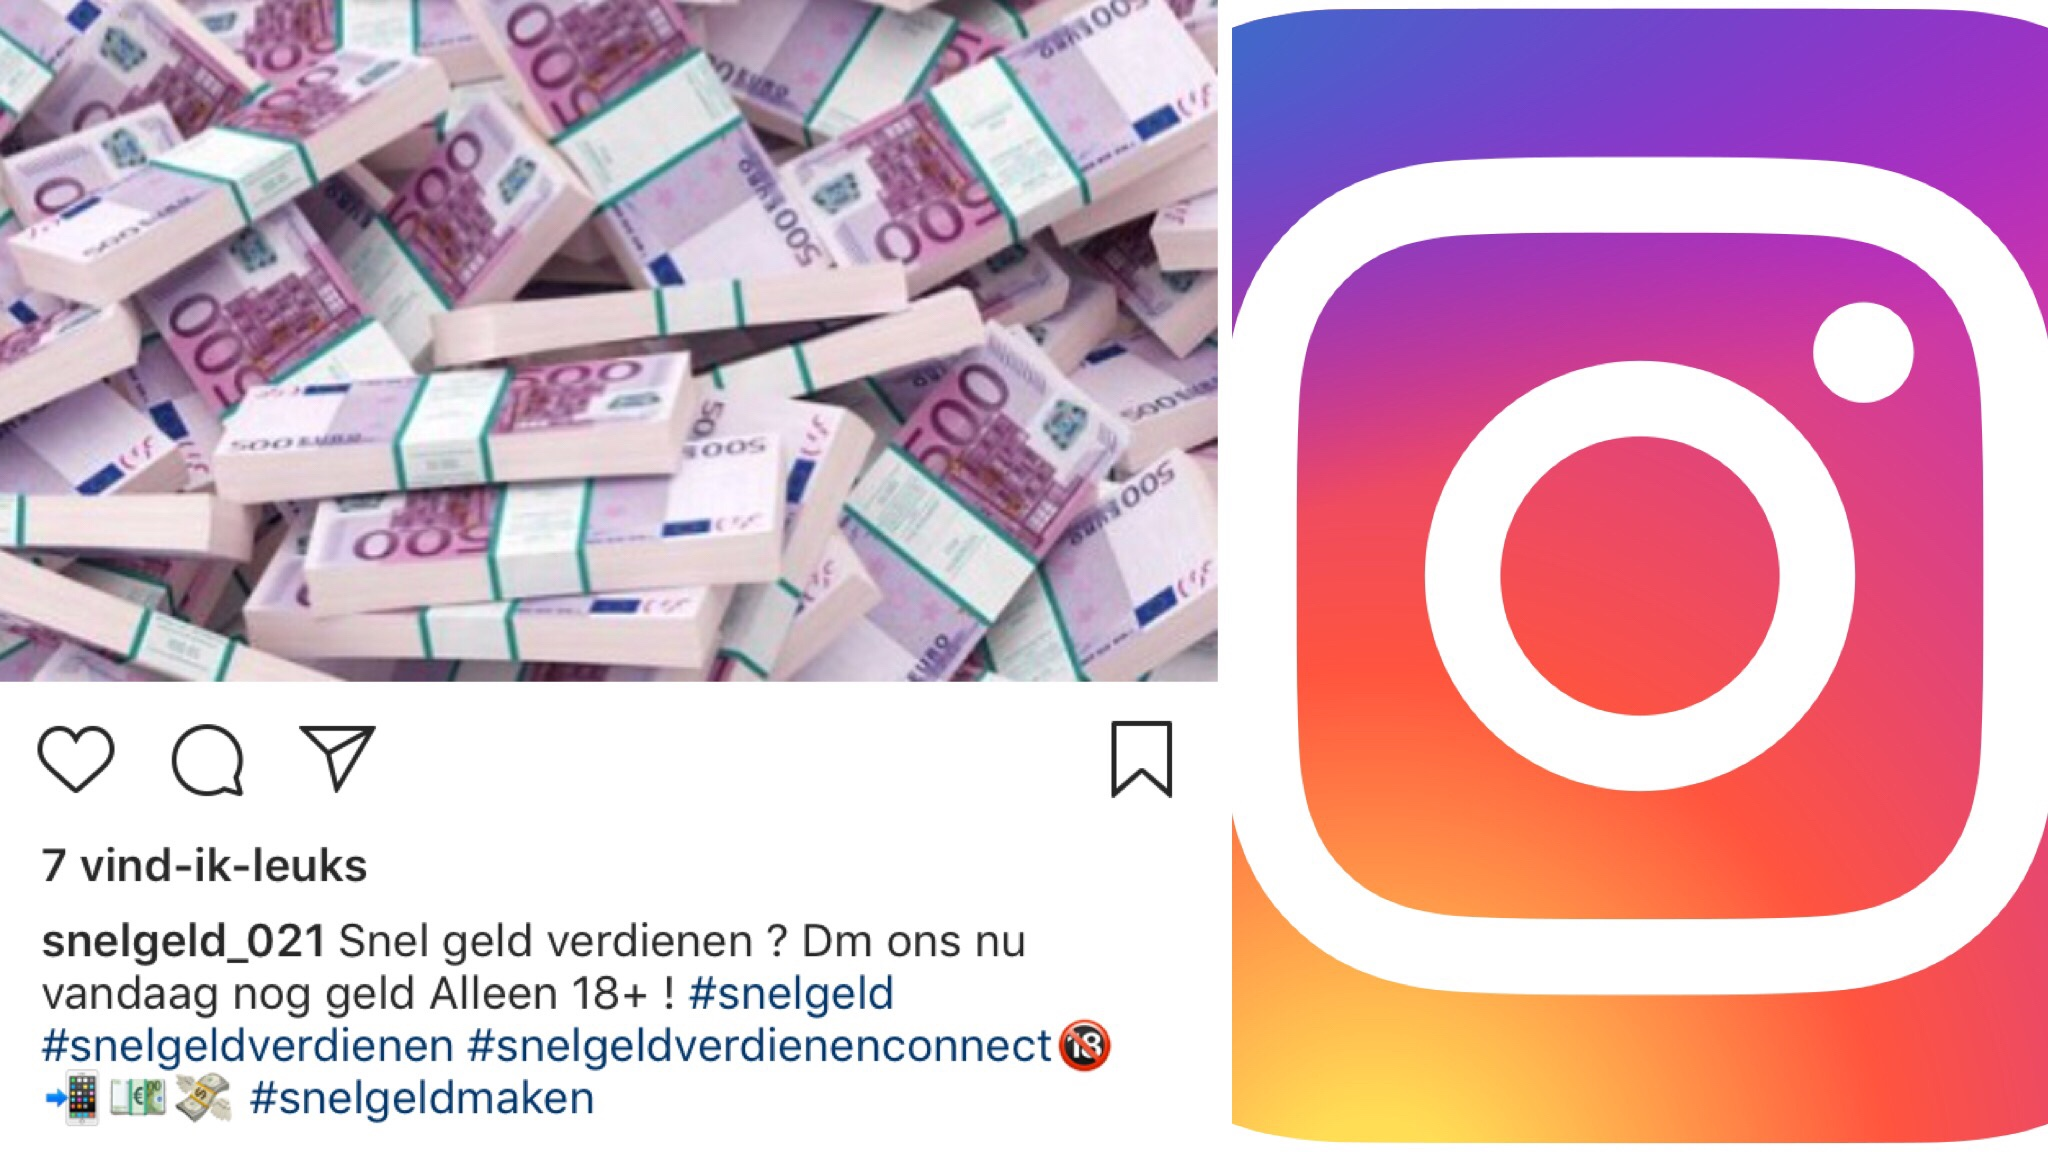 7 vind-ik-leuks
snelgeld_021 Snel geld verdienen ? Dm ons nu
vandaag nog geld Alleen 18+ ! #snelgeld
#snelgeldverdienen #snelgeldverdienenconnect🔞
📲💶💸 #snelgeldmaken